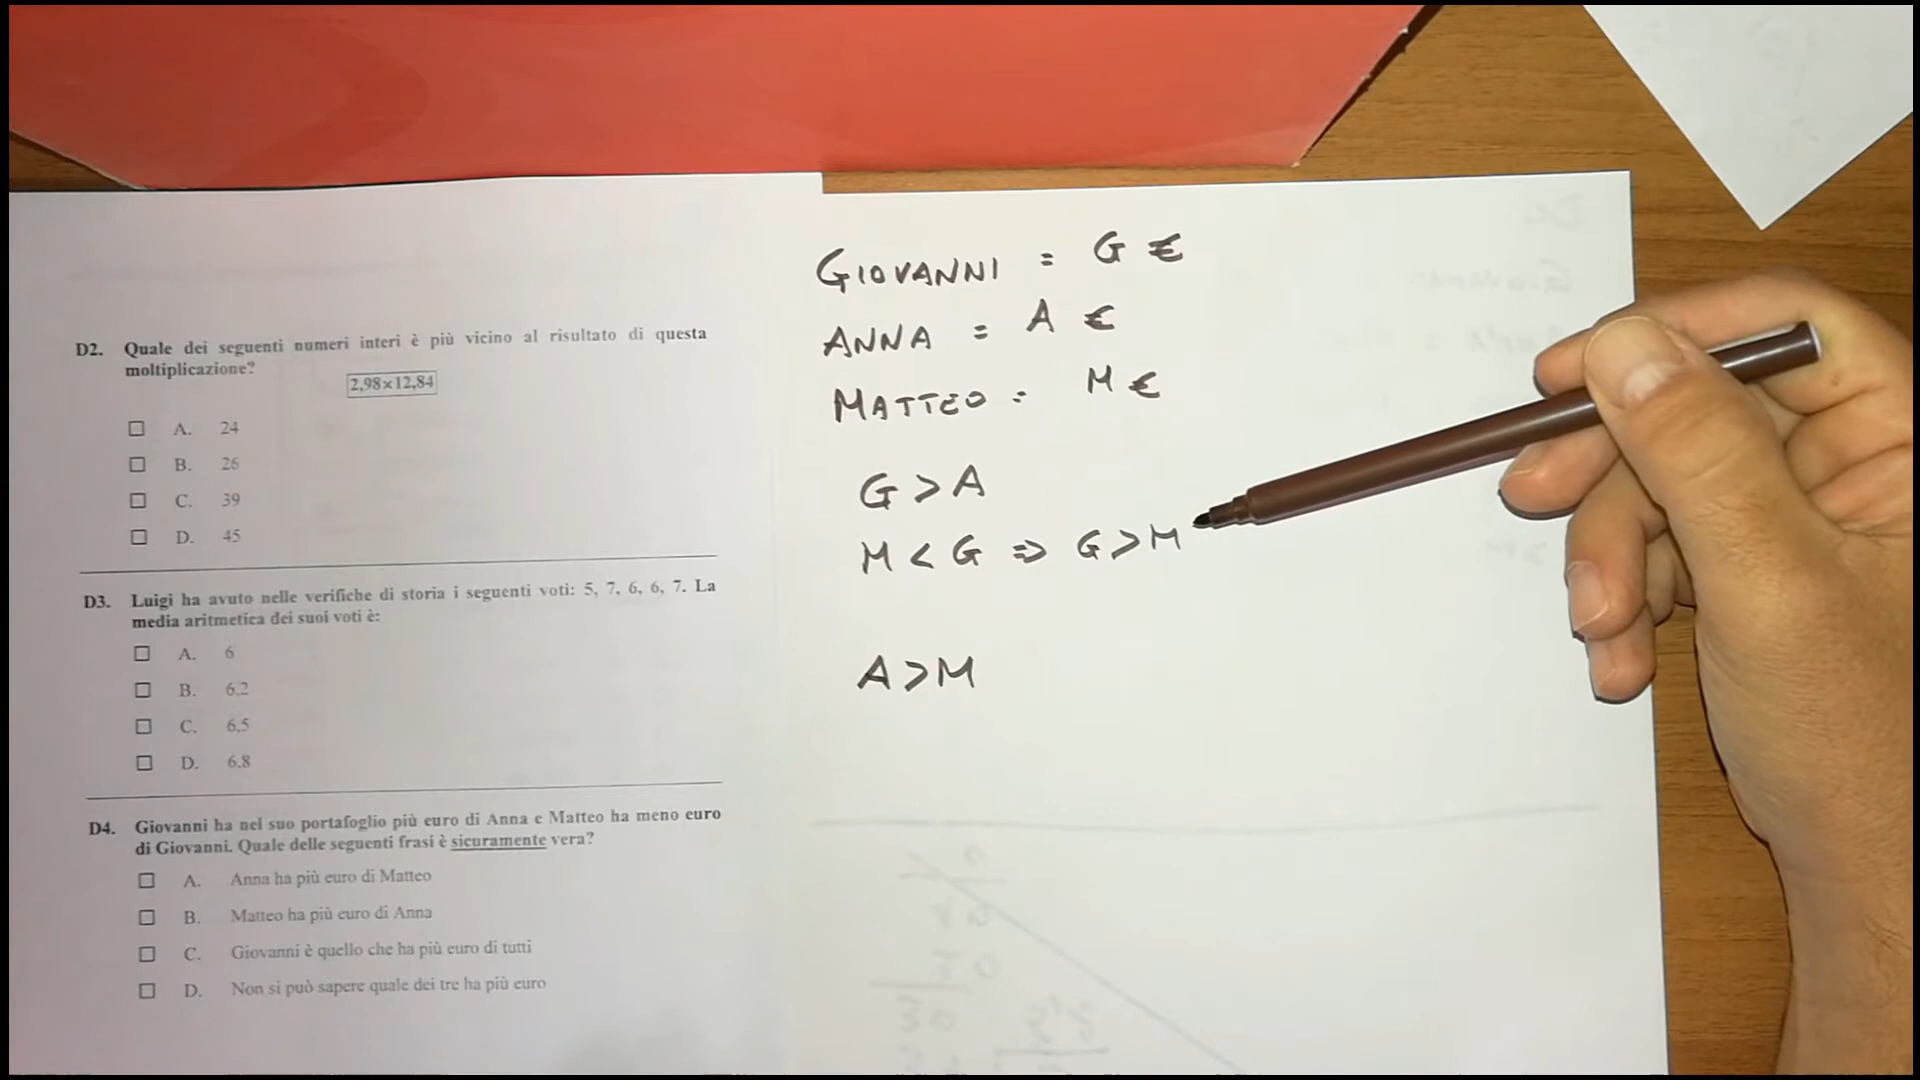 D2. Quale dei seguenti numeri interi è più vicino al risultato di questa
moltiplicazione?
2,98×12,84
A. 24
B. 26
C. 39
D. 45
D3. Luigi ha avuto nelle verifiche di storia i seguenti voti: 5, 7, 6, 6, 7. La
media aritmetica dei suoi voti è:
A. 6
B. 6,2
C. 6,5
D. 6,8
D4. Giovanni ha nel suo portafoglio più euro di Anna e Matteo ha meno euro
di Giovanni. Quale delle seguenti frasi è sicuramente vera?
A. Anna ha più euro di Matteo
B. Matteo ha più euro di Anna
C. Giovanni è quello che ha più euro di tutti
D. Non si può sapere quale dei tre ha più euro
GIOVANNI = G €
ANNA = A €
MATTEO = M €
G > A
M < G ⇒ G > M
A > M